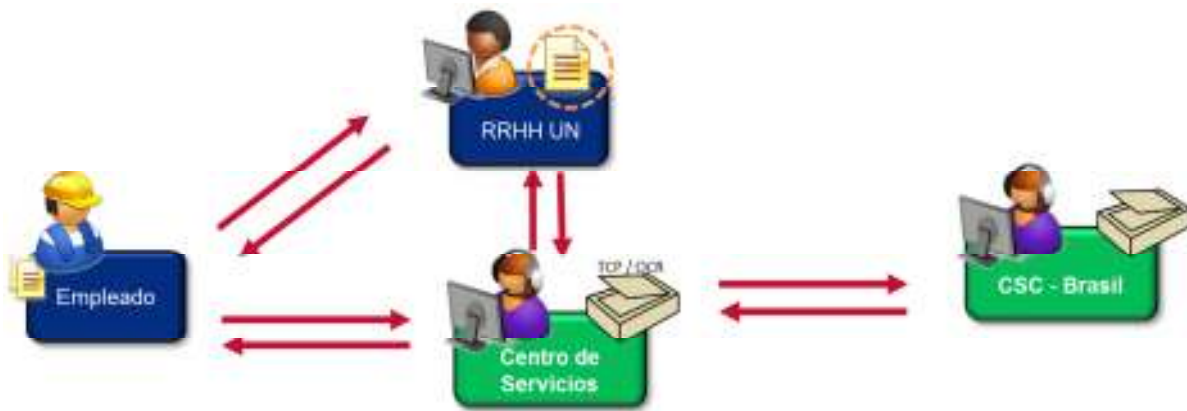 RRHH UN
Empleado
TCP / OCR
CSC - Brasil
Centro de
Servicios